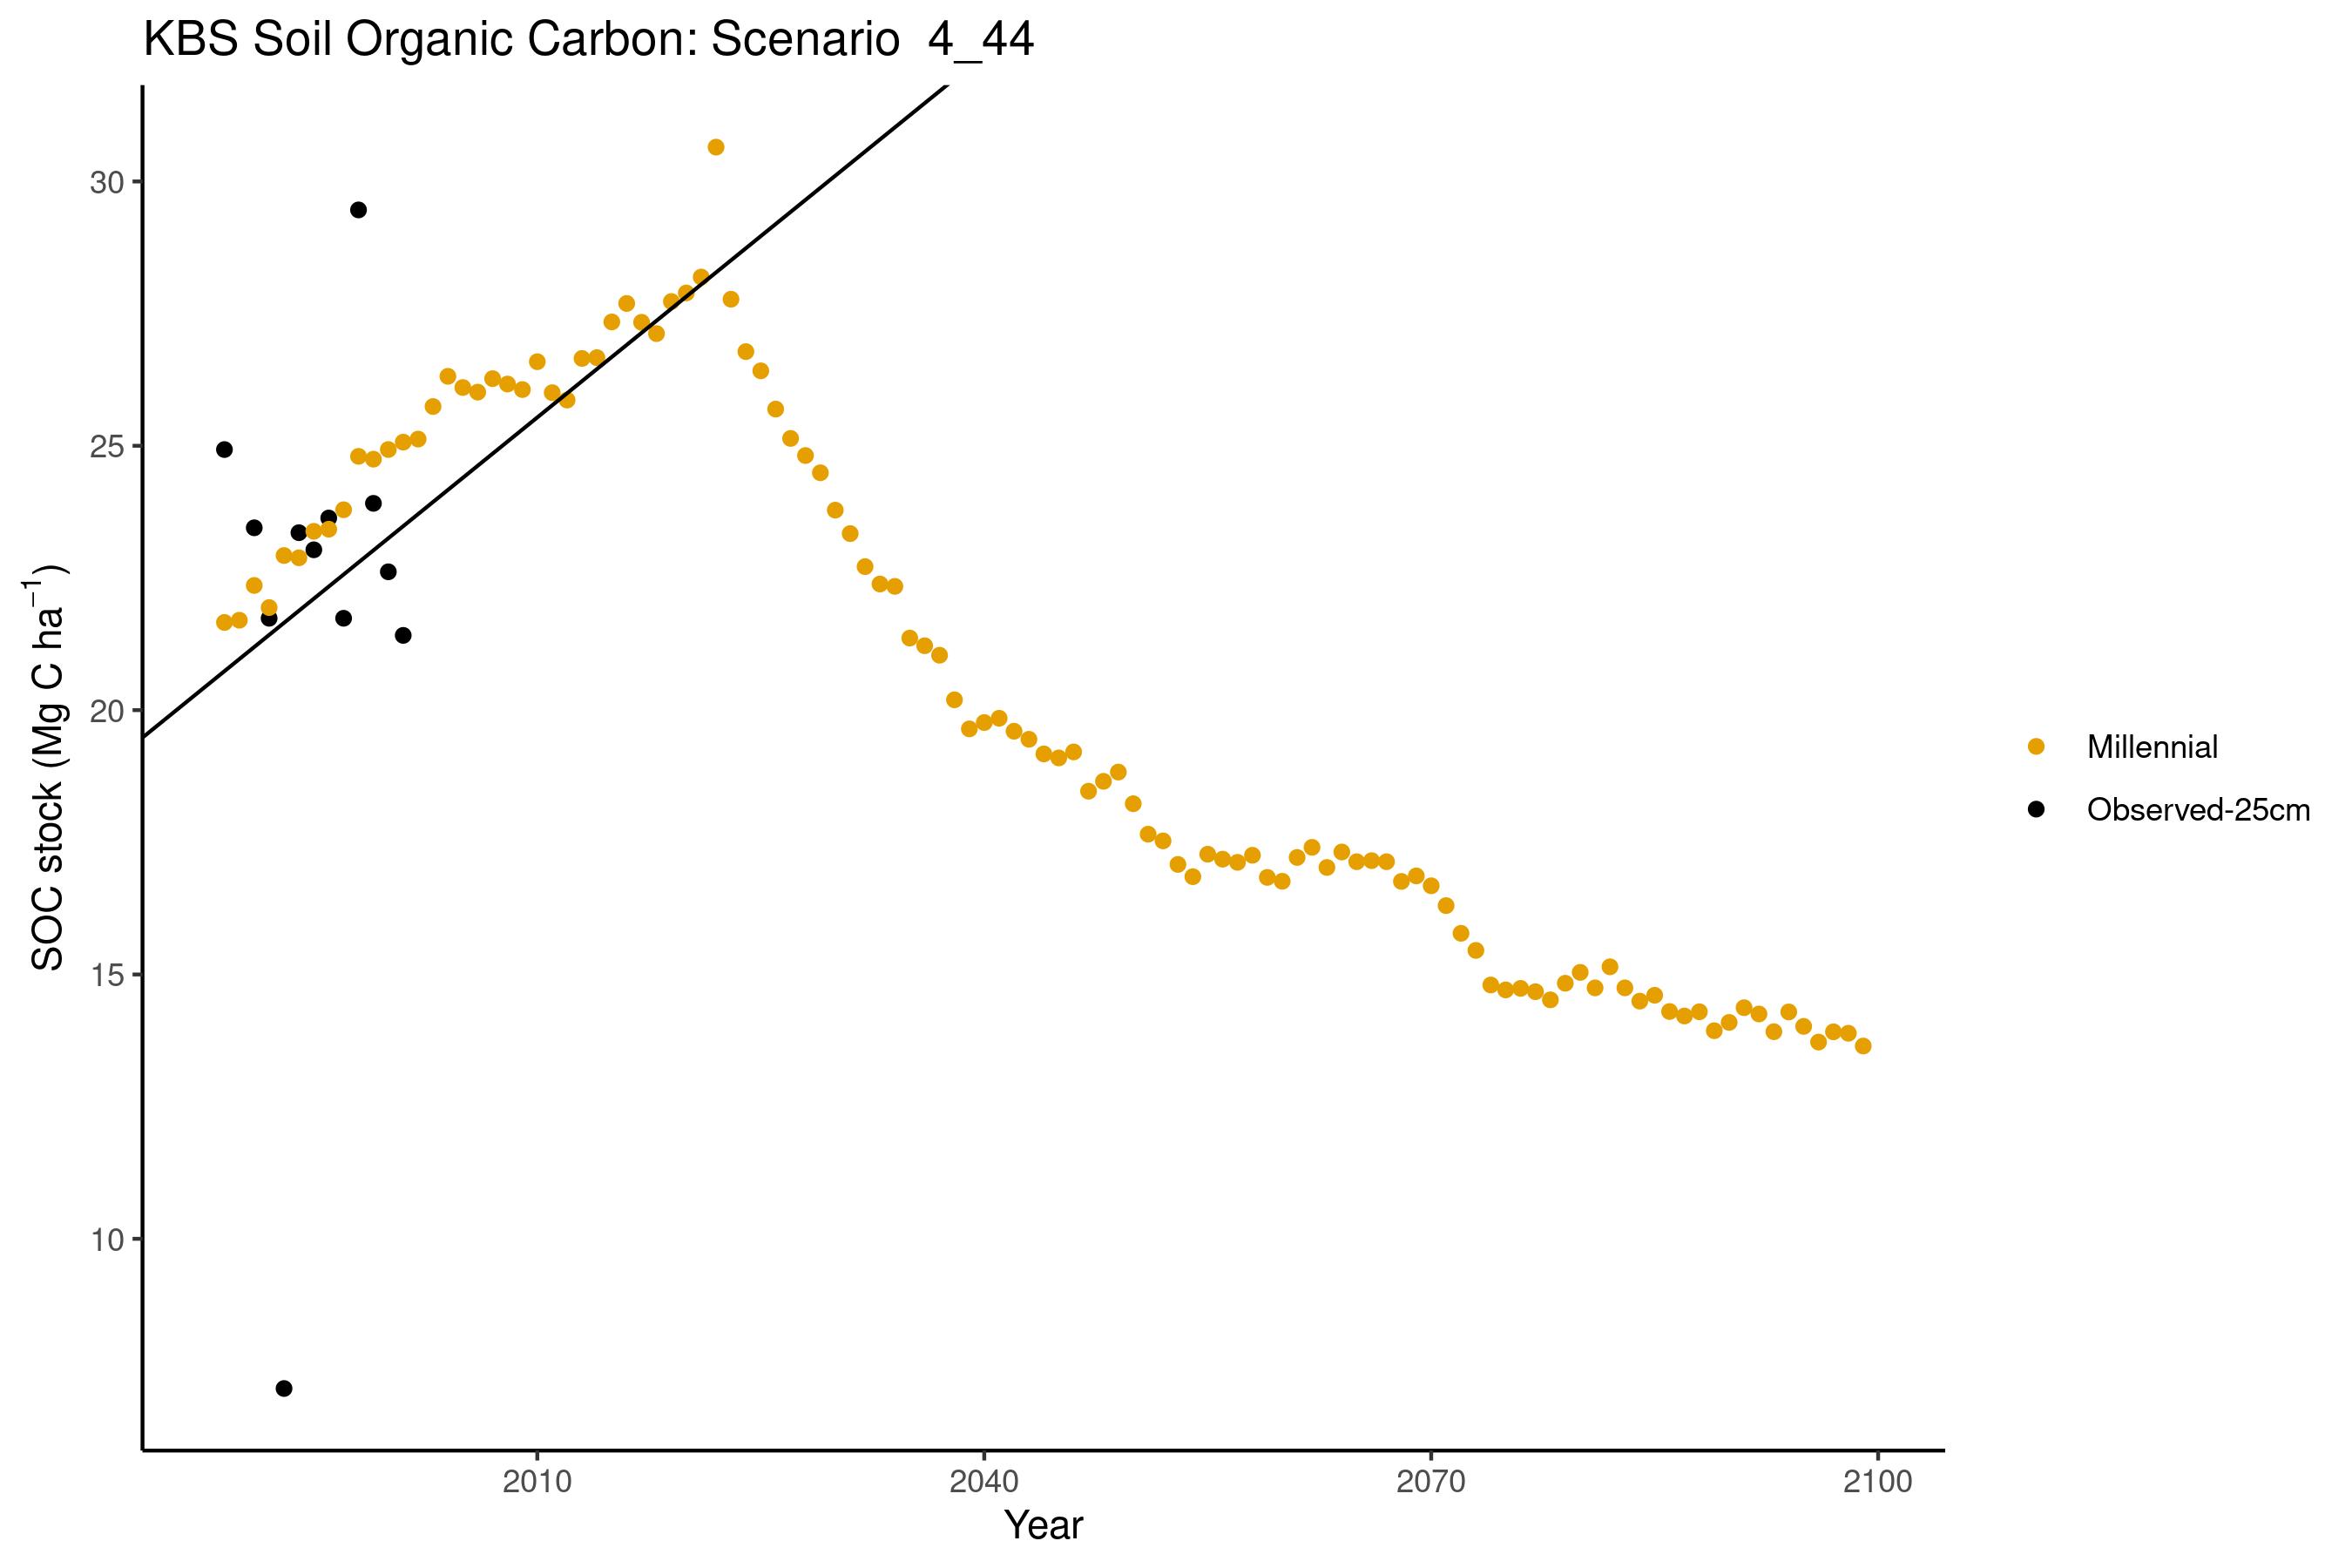 KBS Soil Organic Carbon: Scenario  4_44
SOC stock (Mg C ha⁻¹)
30
25
20
15
10
2010
2040
2070
2100
Year
Millennial
Observed-25cm